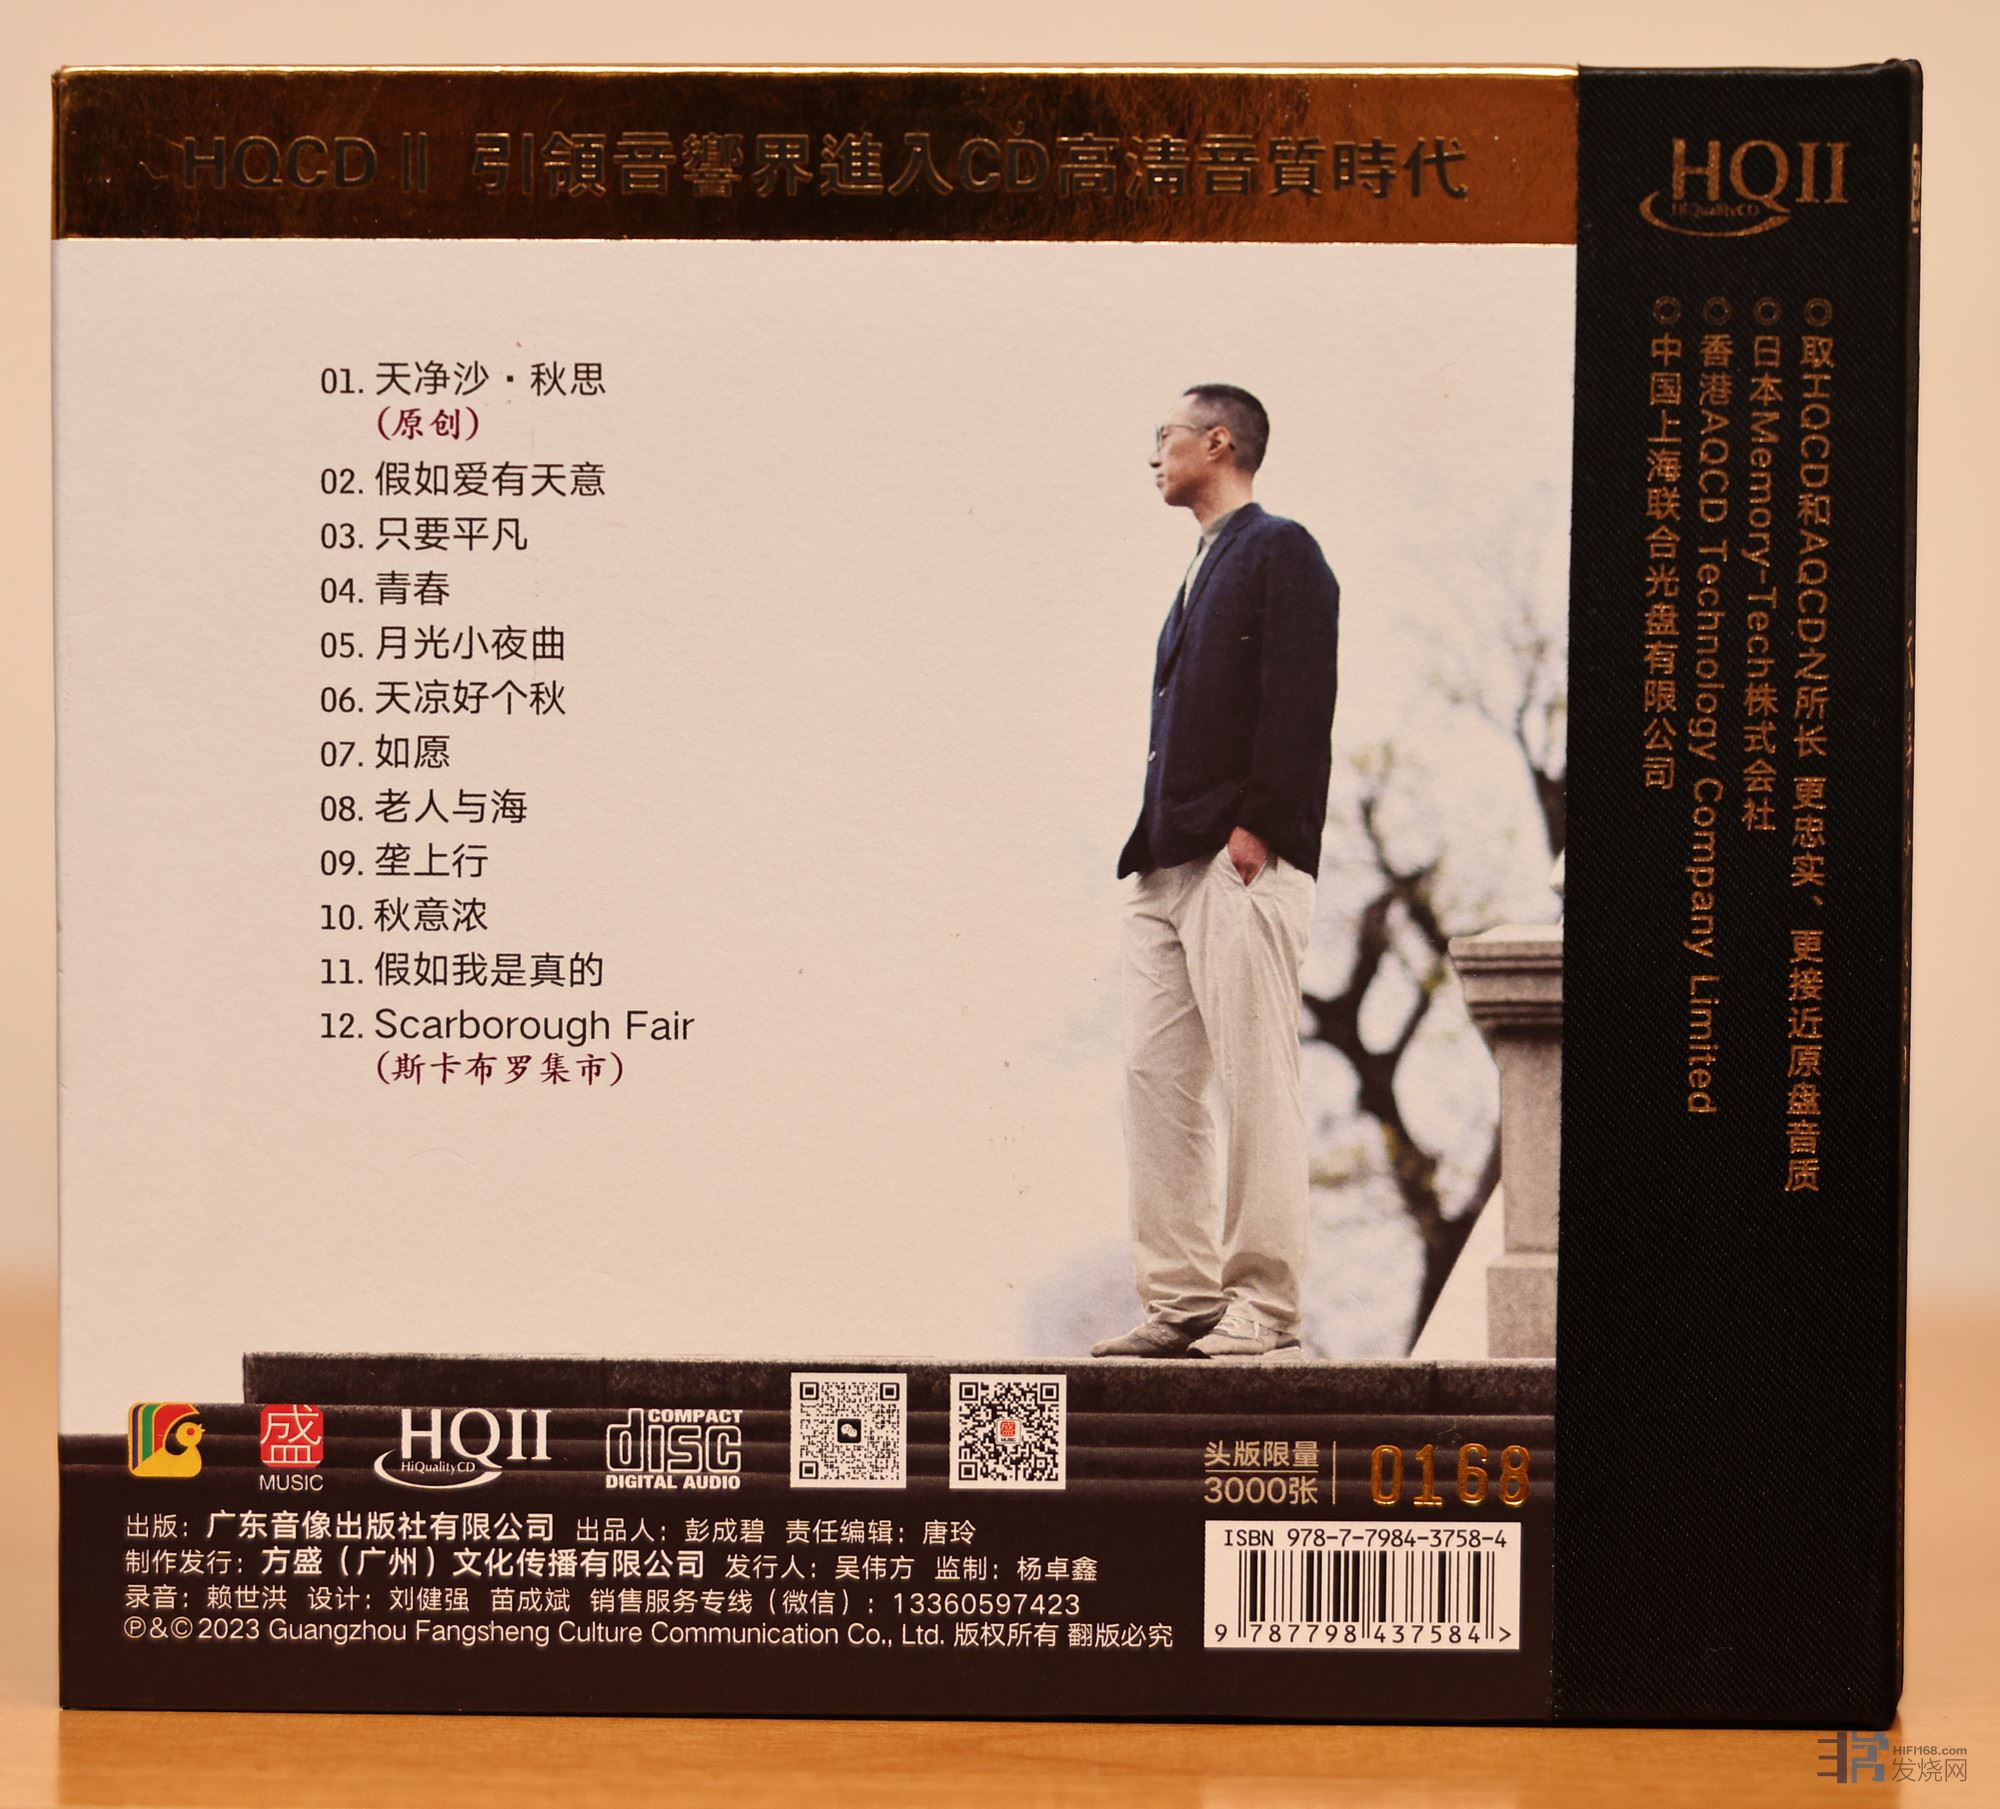 HQCDⅡ 引領音響界進入CD高清音質時代
HQII
HiQualityCD
◎取HQCD和AQCD之所长 更忠实、更接近原盘音质
◎日本Memory-Tech株式会社
◎香港AQCD Technology Company Limited
◎中国上海联合光盘有限公司
01. 天净沙·秋思
(原创)
02. 假如爱有天意
03. 只要平凡
04. 青春
05. 月光小夜曲
06. 天凉好个秋
07. 如愿
08. 老人与海
09. 垄上行
10. 秋意浓
11. 假如我是真的
12. Scarborough Fair
(斯卡布罗集市)
盛
MUSIC
HQII
HiQualityCD
COMPACT
disc
DIGITAL AUDIO
头版限量
3000张
0168
出版：广东音像出版社有限公司 出品人：彭成碧 责任编辑：唐玲
制作发行：方盛（广州）文化传播有限公司 发行人：吴伟方 监制：杨卓鑫
录音：赖世洪 设计：刘健强 苗成斌 销售服务专线（微信）：13360597423
℗&© 2023 Guangzhou Fangsheng Culture Communication Co., Ltd. 版权所有 翻版必究
ISBN 978-7-7984-3758-4
9 787798 437584 >
HIFI168.com
发烧网